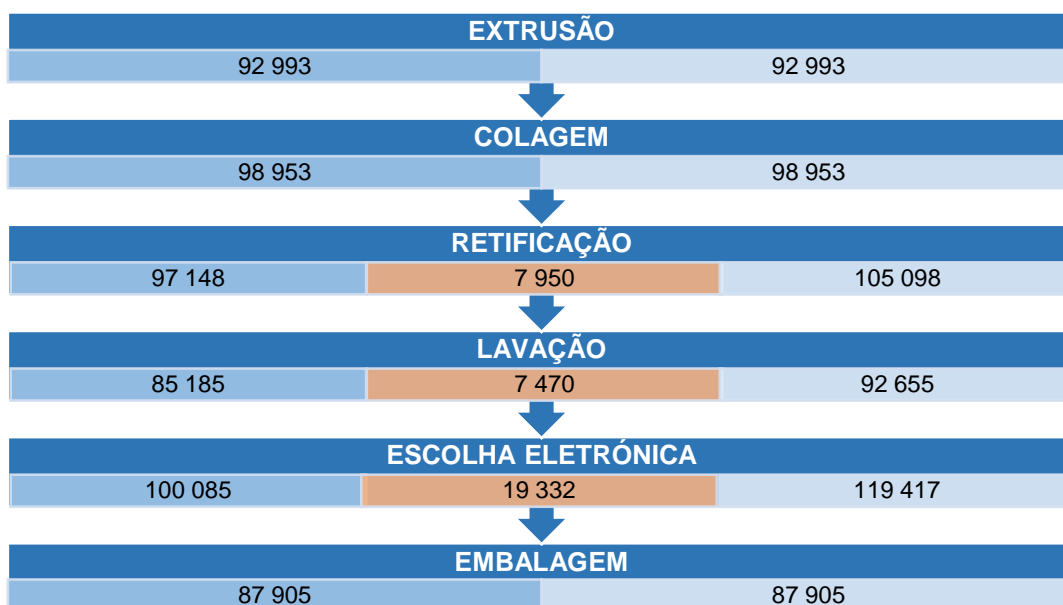 EXTRUSÃO
92 993 92 993
COLAGEM
98 953 98 953
RETIFICAÇÃO
97 148 7 950 105 098
LAVAÇÃO
85 185 7 470 92 655
ESCOLHA ELETRÓNICA
100 085 19 332 119 417
EMBALAGEM
87 905 87 905